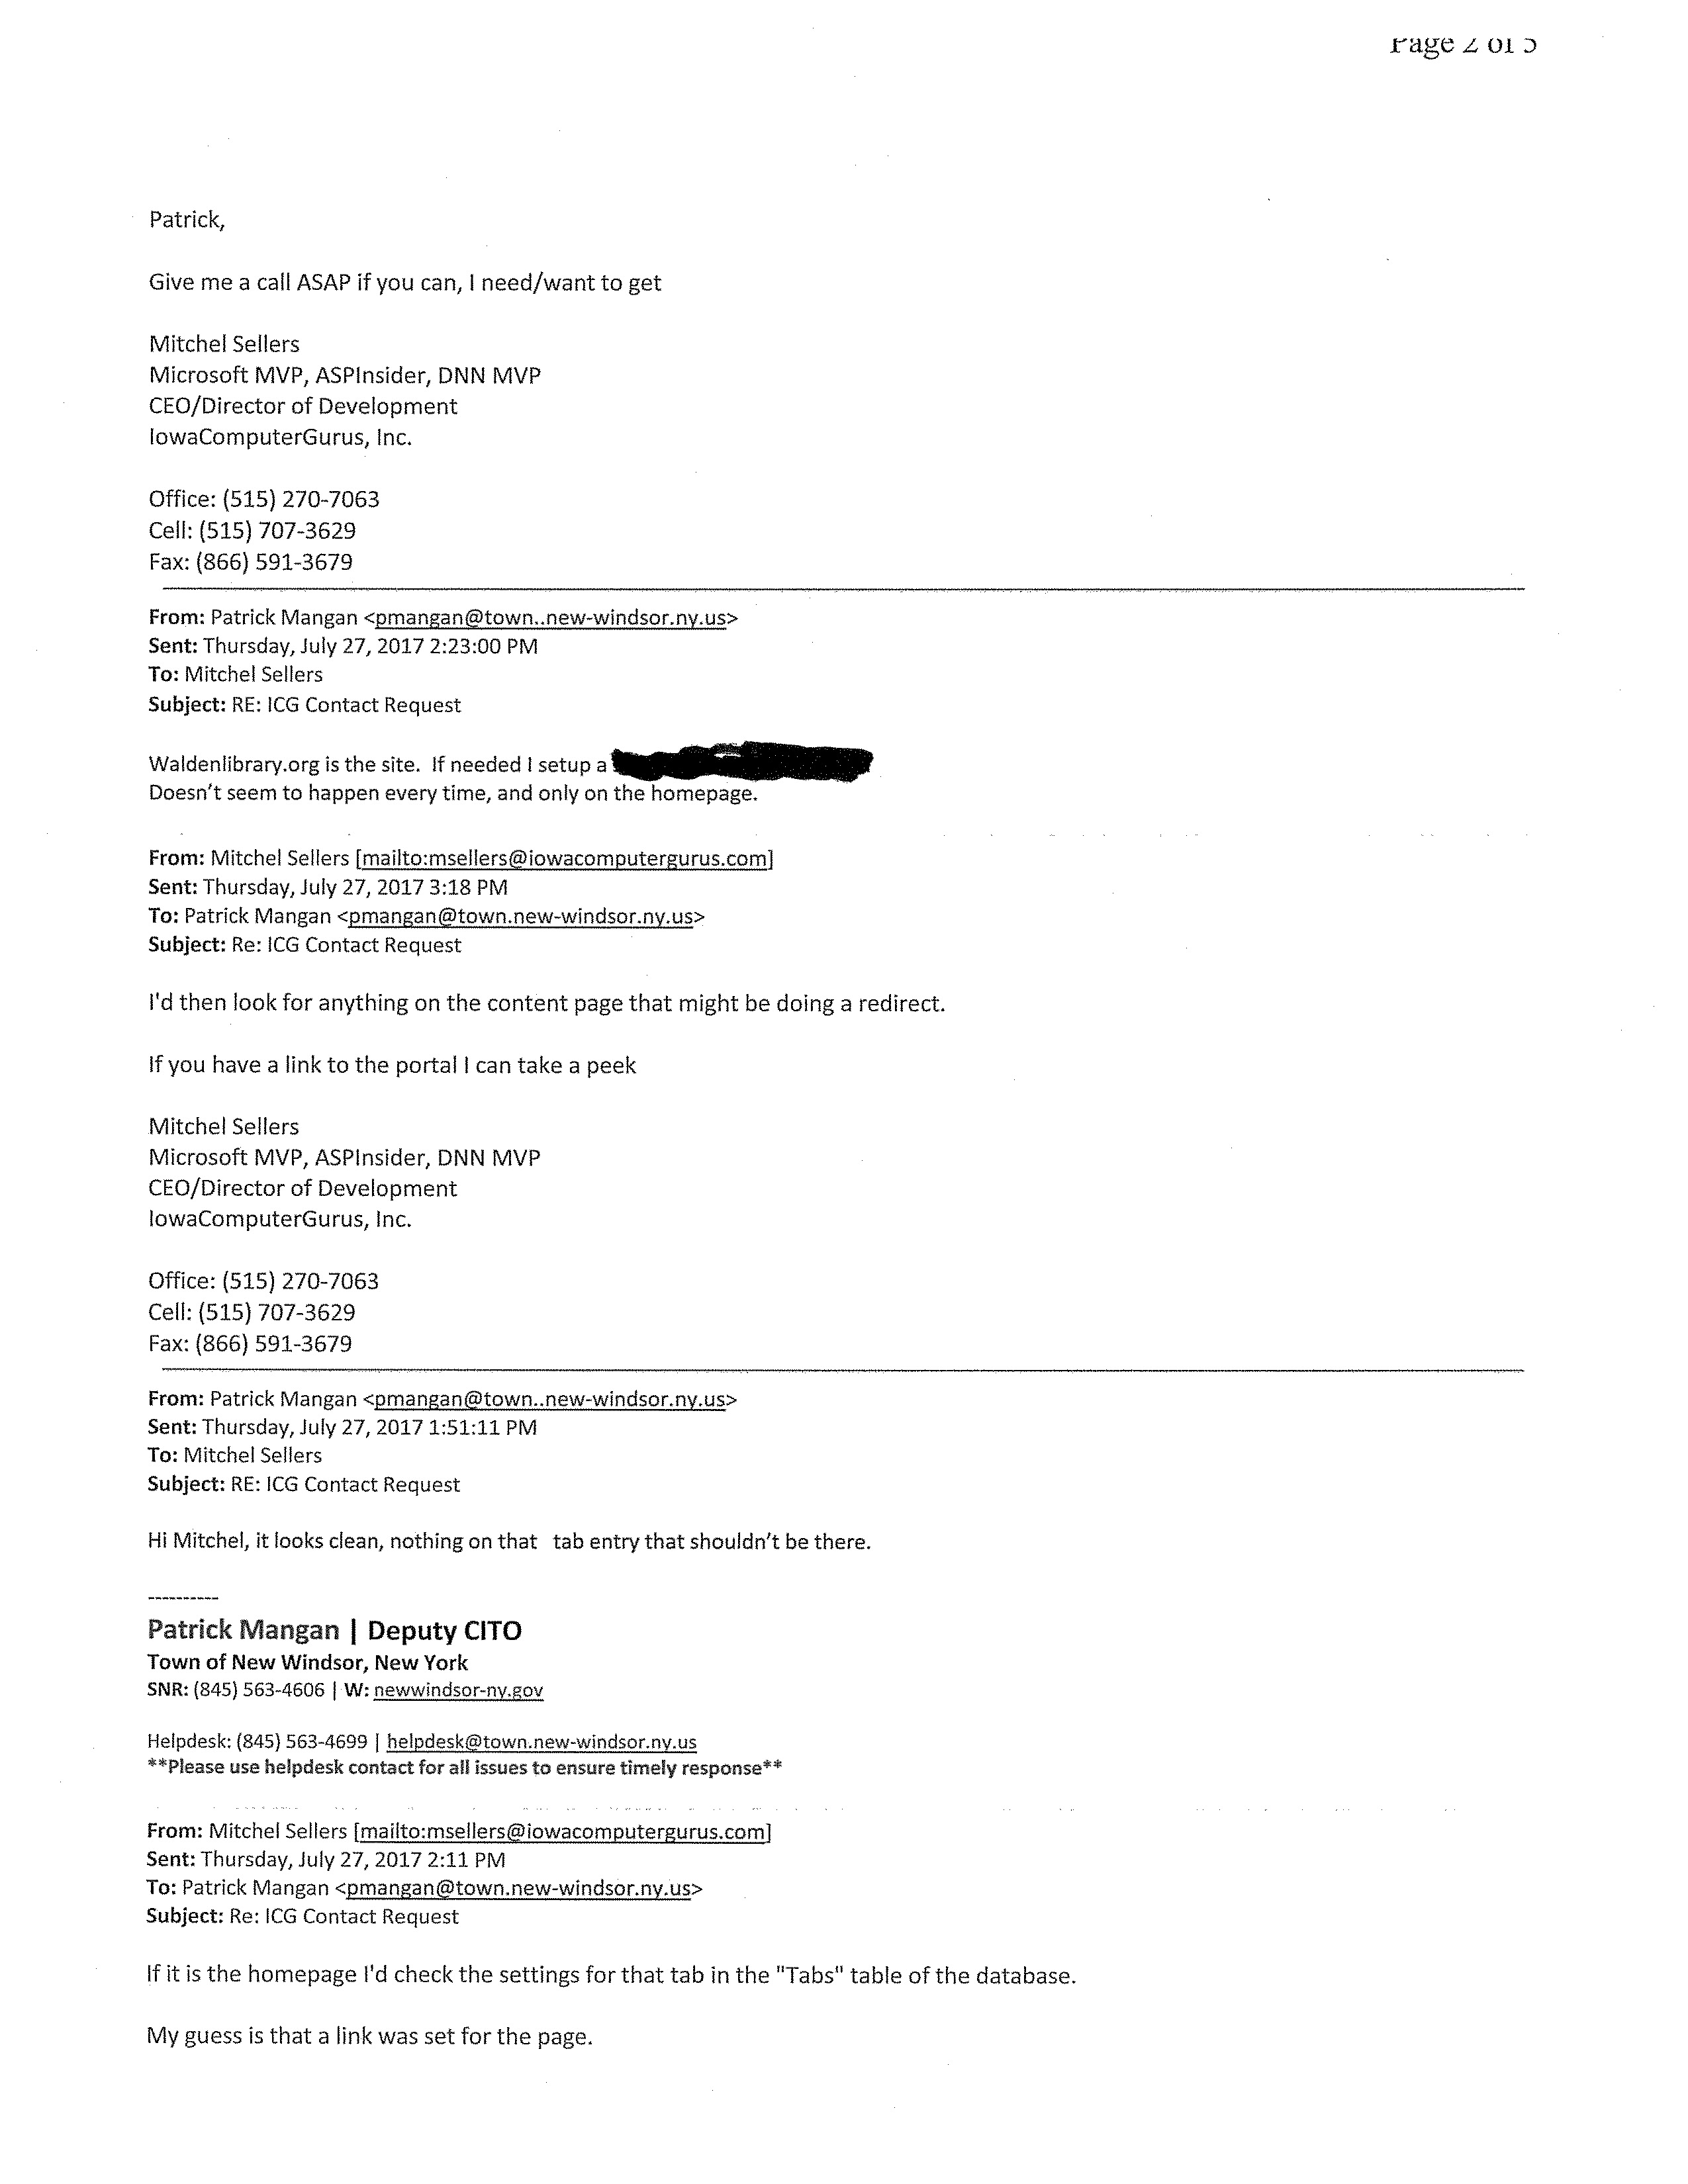 Page 2 of 5
Patrick,
Give me a call ASAP if you can, I need/want to get
Mitchel Sellers
Microsoft MVP, ASPInsider, DNN MVP
CEO/Director of Development
IowaComputerGurus, Inc.
Office: (515) 270-7063
Cell: (515) 707-3629
Fax: (866) 591-3679
From: Patrick Mangan <pmangan@town..new-windsor.ny.us>
Sent: Thursday, July 27, 2017 2:23:00 PM
To: Mitchel Sellers
Subject: RE: ICG Contact Request
Waldenlibrary.org is the site.  If needed I setup a
Doesn't seem to happen every time, and only on the homepage.
From: Mitchel Sellers [mailto:msellers@iowacomputergurus.com]
Sent: Thursday, July 27, 2017 3:18 PM
To: Patrick Mangan <pmangan@town.new-windsor.ny.us>
Subject: Re: ICG Contact Request
I'd then look for anything on the content page that might be doing a redirect.
If you have a link to the portal I can take a peek
Mitchel Sellers
Microsoft MVP, ASPInsider, DNN MVP
CEO/Director of Development
IowaComputerGurus, Inc.
Office: (515) 270-7063
Cell: (515) 707-3629
Fax: (866) 591-3679
From: Patrick Mangan <pmangan@town..new-windsor.ny.us>
Sent: Thursday, July 27, 2017 1:51:11 PM
To: Mitchel Sellers
Subject: RE: ICG Contact Request
Hi Mitchel, it looks clean, nothing on that  tab entry that shouldn't be there.
----------
Patrick Mangan | Deputy CITO
Town of New Windsor, New York
SNR: (845) 563-4606 | W: newwindsor-ny.gov
Helpdesk: (845) 563-4699 | helpdesk@town.new-windsor.ny.us
**Please use helpdesk contact for all issues to ensure timely response**
From: Mitchel Sellers [mailto:msellers@iowacomputergurus.com]
Sent: Thursday, July 27, 2017 2:11 PM
To: Patrick Mangan <pmangan@town.new-windsor.ny.us>
Subject: Re: ICG Contact Request
If it is the homepage I'd check the settings for that tab in the "Tabs" table of the database.
My guess is that a link was set for the page.